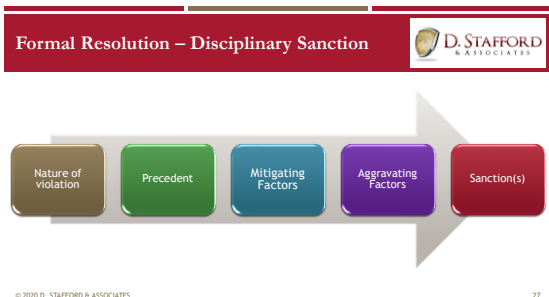 Formal Resolution – Disciplinary Sanction
D. STAFFORD
& ASSOCIATES
Nature of
violation
Precedent
Mitigating
Factors
Aggravating
Factors
Sanction(s)
© 2020 D. STAFFORD & ASSOCIATES
27